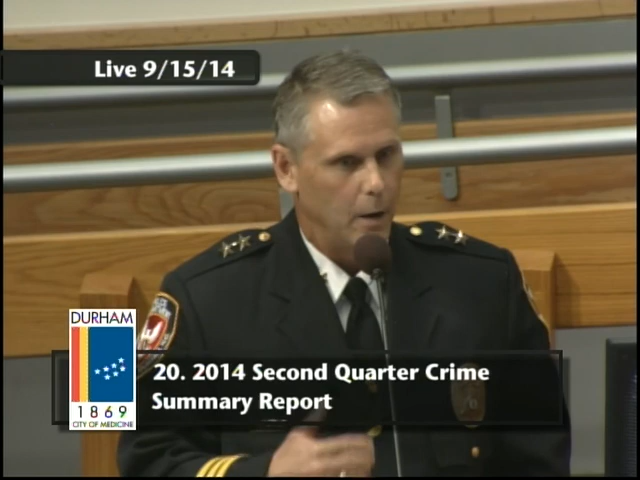 Live 9/15/14
DURHAM
1869
CITY OF MEDICINE
20. 2014 Second Quarter Crime
Summary Report